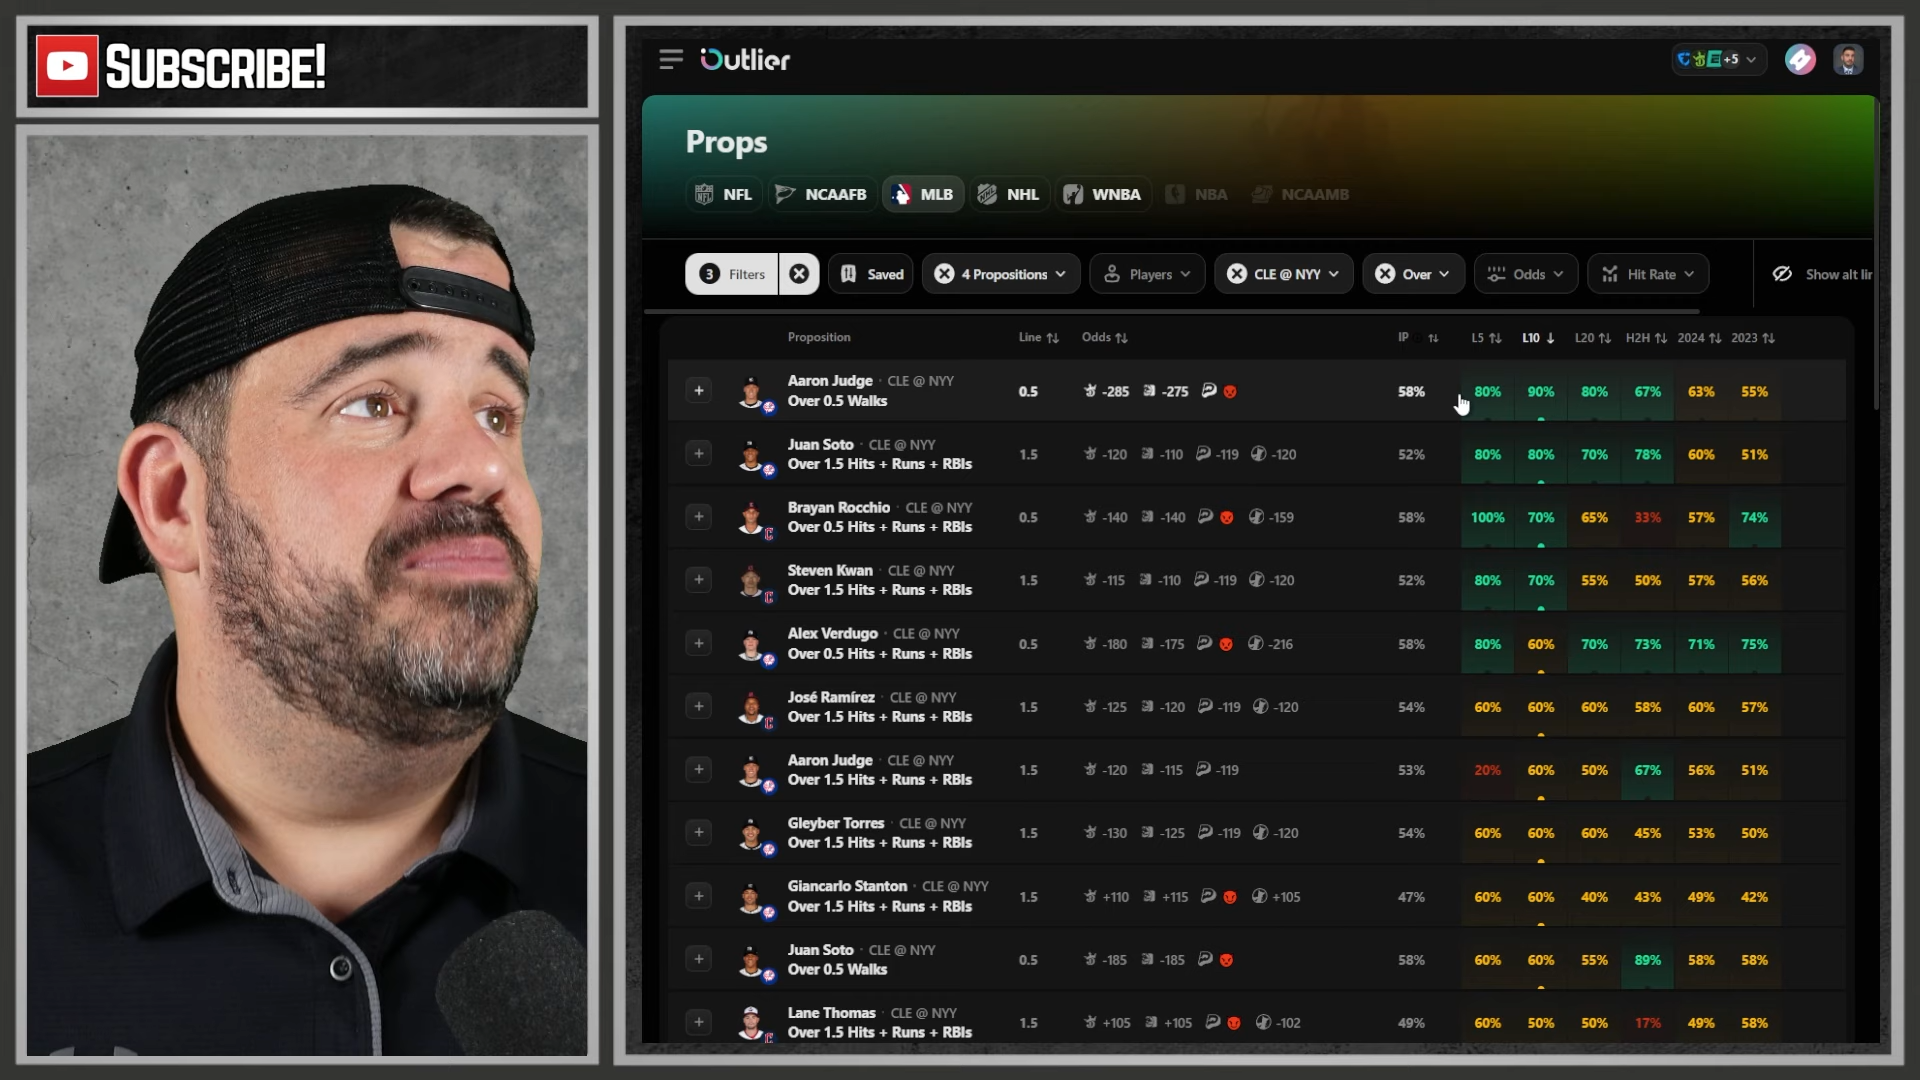 SUBSCRIBE!
Outlier
+5
Props
NFL
NCAAFB
MLB
NHL
WNBA
NBA
NCAAMB
3 Filters
Saved
4 Propositions
Players
CLE @ NYY
Over
Odds
Hit Rate
Show alt lin
Proposition Line Odds IP L5 L10 L20 H2H 2024 2023
Aaron Judge · CLE @ NYY
Over 0.5 Walks
0.5 -285 -275 58% 80% 90% 80% 67% 63% 55%
Juan Soto · CLE @ NYY
Over 1.5 Hits + Runs + RBIs
1.5 -120 -110 -119 -120 52% 80% 80% 70% 78% 60% 51%
Brayan Rocchio · CLE @ NYY
Over 0.5 Hits + Runs + RBIs
0.5 -140 -140 -159 58% 100% 70% 65% 33% 57% 74%
Steven Kwan · CLE @ NYY
Over 1.5 Hits + Runs + RBIs
1.5 -115 -110 -119 -120 52% 80% 70% 55% 50% 57% 56%
Alex Verdugo · CLE @ NYY
Over 0.5 Hits + Runs + RBIs
0.5 -180 -175 -216 58% 80% 60% 70% 73% 71% 75%
José Ramírez · CLE @ NYY
Over 1.5 Hits + Runs + RBIs
1.5 -125 -120 -119 -120 54% 60% 60% 60% 58% 60% 57%
Aaron Judge · CLE @ NYY
Over 1.5 Hits + Runs + RBIs
1.5 -120 -115 -119 53% 20% 60% 50% 67% 56% 51%
Gleyber Torres · CLE @ NYY
Over 1.5 Hits + Runs + RBIs
1.5 -130 -125 -119 -120 54% 60% 60% 60% 45% 53% 50%
Giancarlo Stanton · CLE @ NYY
Over 1.5 Hits + Runs + RBIs
1.5 +110 +115 +105 47% 60% 60% 40% 43% 49% 42%
Juan Soto · CLE @ NYY
Over 0.5 Walks
0.5 -185 -185 58% 60% 60% 55% 89% 58% 58%
Lane Thomas · CLE @ NYY
Over 1.5 Hits + Runs + RBIs
1.5 +105 +105 -102 49% 60% 50% 50% 17% 49% 58%